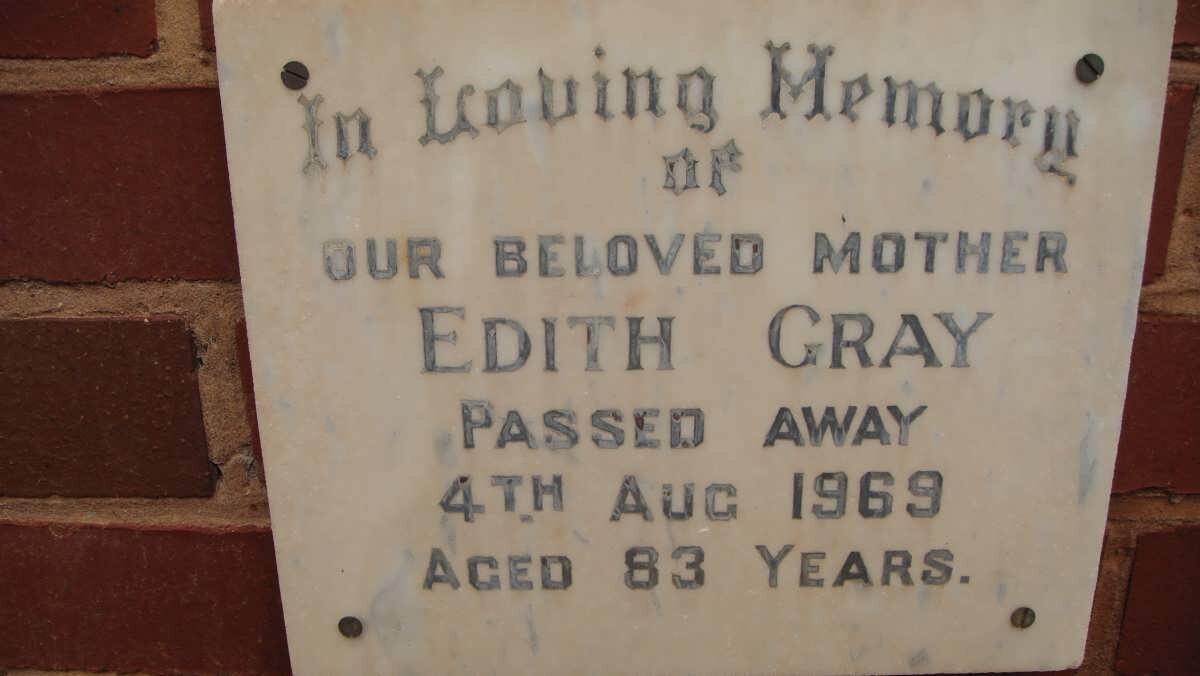 In Loving Memory
of
OUR BELOVED MOTHER
EDITH GRAY
PASSED AWAY
4TH AUG 1969
AGED 83 YEARS.